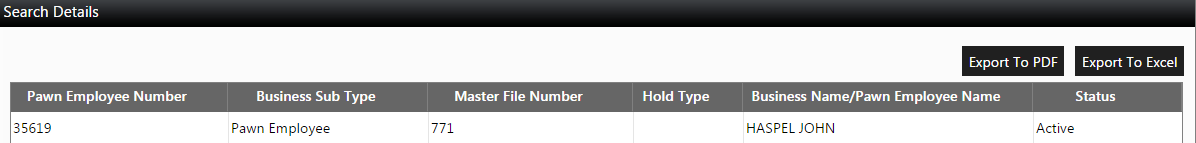 Search Details
Export To PDF Export To Excel
Pawn Employee Number Business Sub Type Master File Number Hold Type Business Name/Pawn Employee Name Status
35619 Pawn Employee 771 HASPEL JOHN Active